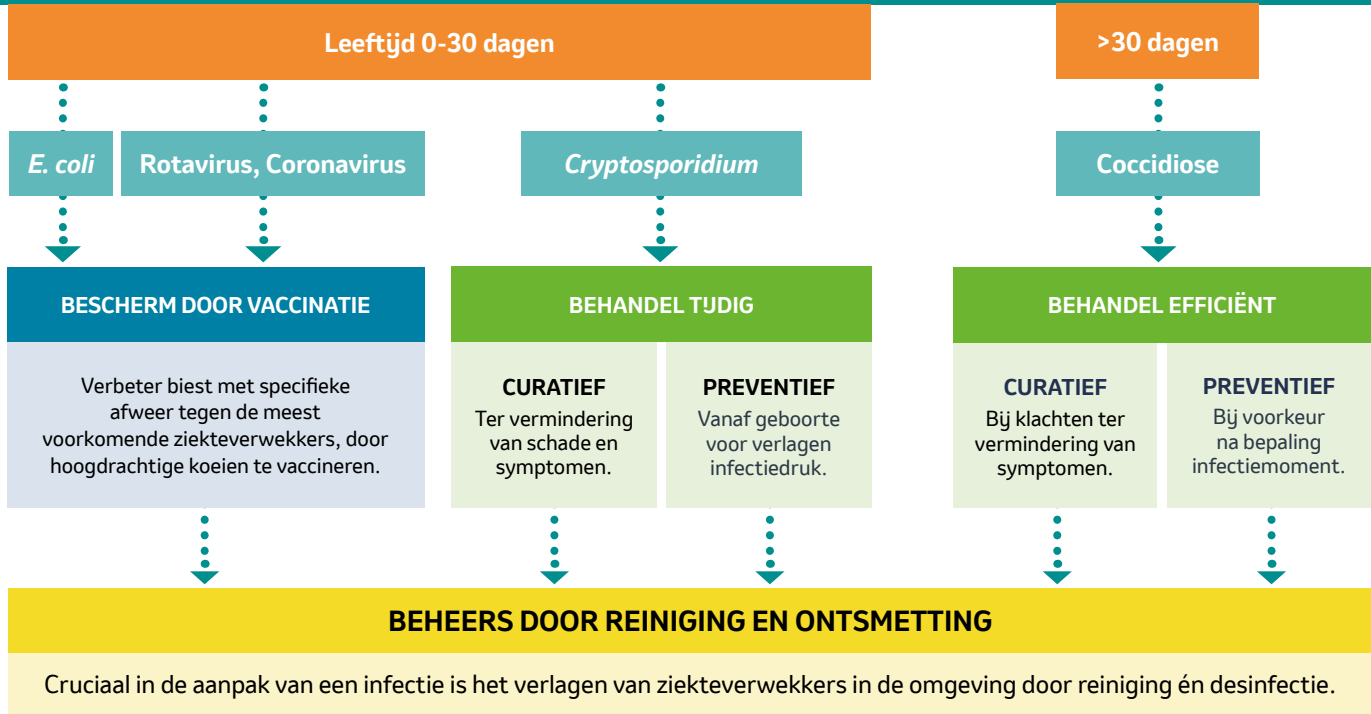 Leeftijd 0-30 dagen
>30 dagen
E. coli
Rotavirus, Coronavirus
Cryptosporidium
Coccidiose
BESCHERM DOOR VACCINATIE
Verbeter biest met specifieke
afweer tegen de meest
voorkomende ziekteverwekkers, door
hoogdrachtige koeien te vaccineren.
BEHANDEL TIJDIG
CURATIEF
Ter vermindering
van schade en
symptomen.
PREVENTIEF
Vanaf geboorte
voor verlagen
infectiedruk.
BEHANDEL EFFICIËNT
CURATIEF
Bij klachten ter
vermindering van
symptomen.
PREVENTIEF
Bij voorkeur
na bepaling
infectiemoment.
BEHEERS DOOR REINIGING EN ONTSMETTING
Cruciaal in de aanpak van een infectie is het verlagen van ziekteverwekkers in de omgeving door reiniging én desinfectie.